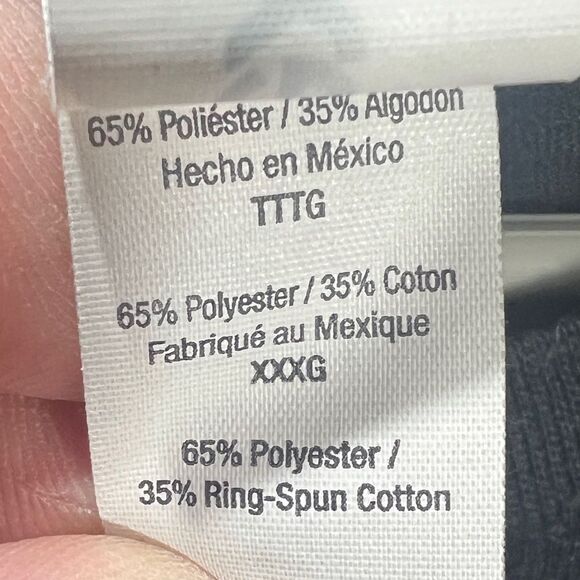 65% Poliéster / 35% Algodon
Hecho en México
TTTG
65% Polyester / 35% Coton
Fabriqué au Mexique
XXXG
65% Polyester /
35% Ring-Spun Cotton